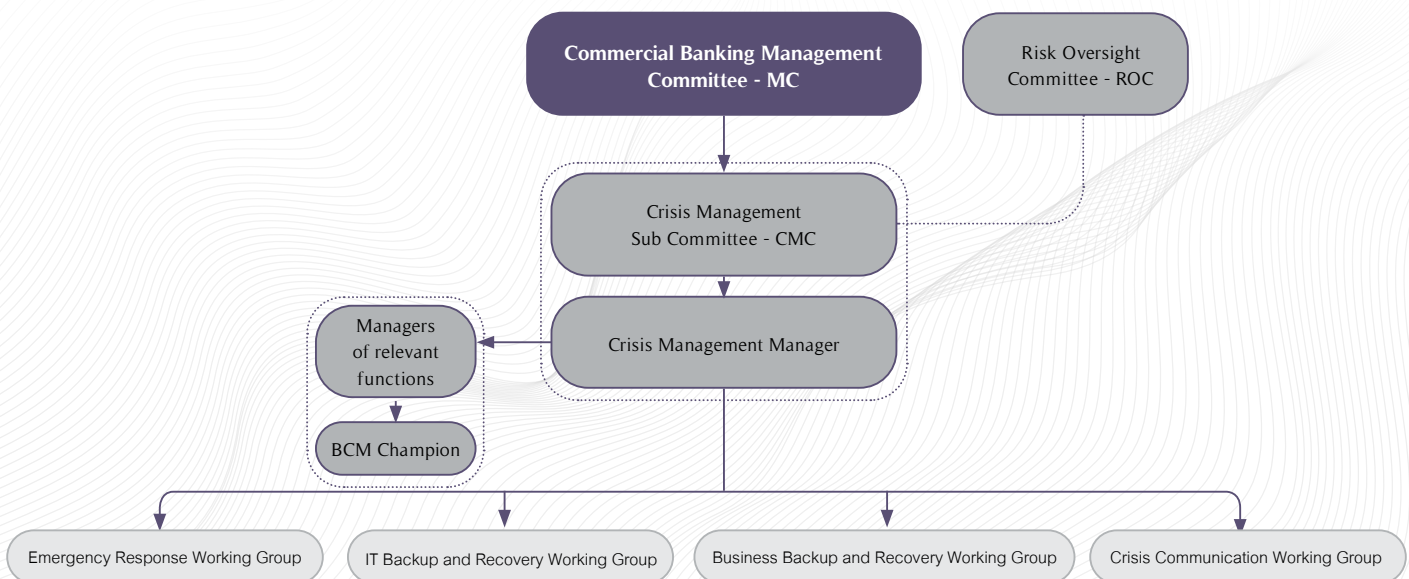 Commercial Banking Management
Committee - MC
Risk Oversight
Committee - ROC
Crisis Management
Sub Committee - CMC
Managers
of relevant
functions
Crisis Management Manager
BCM Champion
Emergency Response Working Group
IT Backup and Recovery Working Group
Business Backup and Recovery Working Group
Crisis Communication Working Group